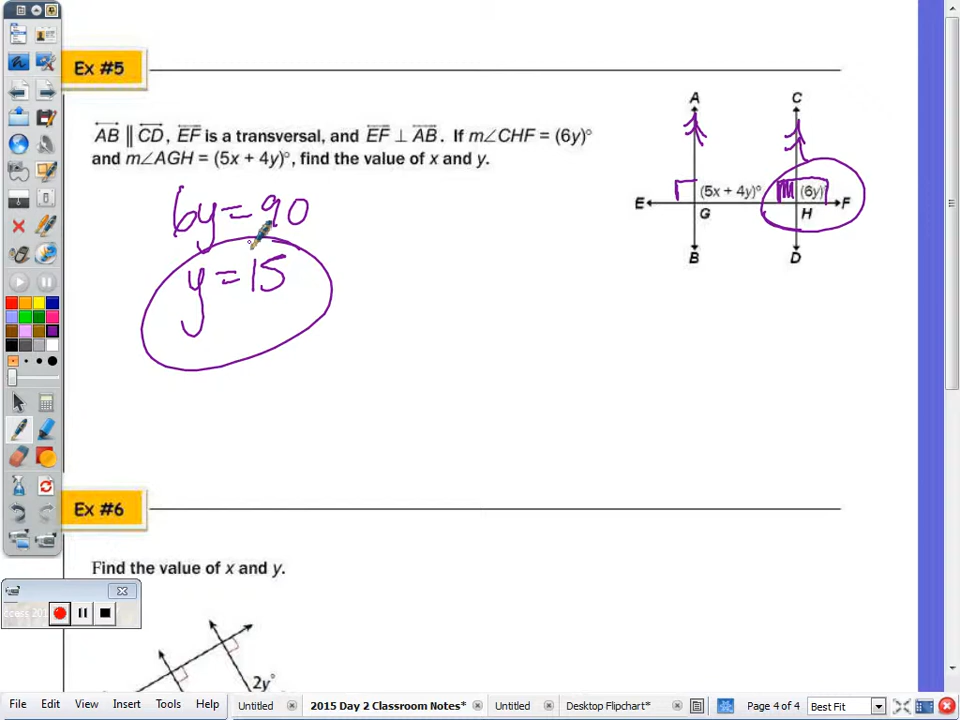 Ex #5
AB ∥ CD, EF is a transversal, and EF ⊥ AB. If m∠CHF = (6y)°
and m∠AGH = (5x + 4y)°, find the value of x and y.
6y = 90
y = 15
A
C
(5x + 4y)°
(6y)
E
G
H
F
B
D
Ex #6
Find the value of x and y.
2y°
File Edit View Insert Tools Help
Untitled
2015 Day 2 Classroom Notes*
Untitled
Desktop Flipchart*
Page 4 of 4
Best Fit